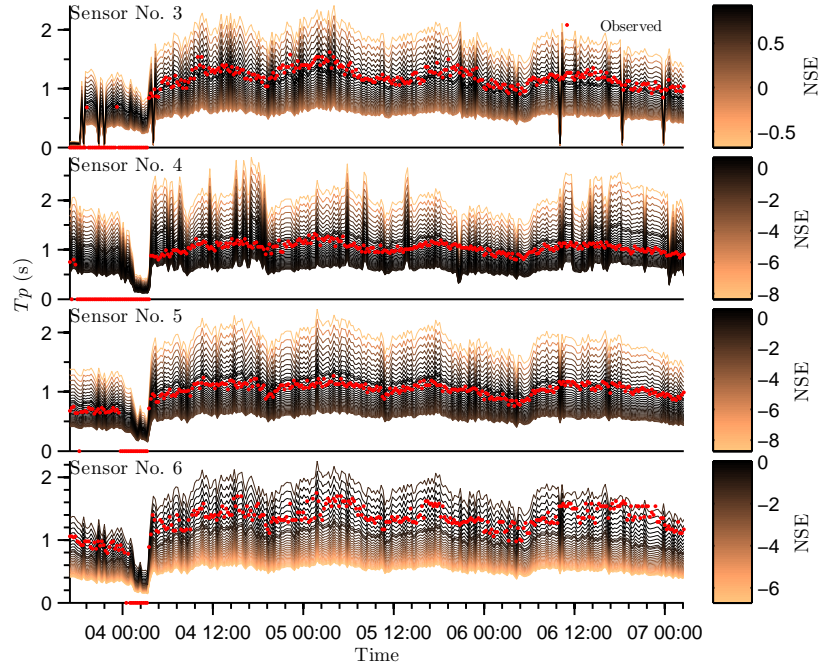 Sensor No. 3
Observed
2
1
0
0.5
0
−0.5
NSE
Sensor No. 4
2
1
0
0
−2
−4
−6
−8
NSE
Tp (s)
Sensor No. 5
2
1
0
0
−2
−4
−6
−8
NSE
Sensor No. 6
2
1
0
0
−2
−4
−6
NSE
04 00:00 04 12:00 05 00:00 05 12:00 06 00:00 06 12:00 07 00:00
Time